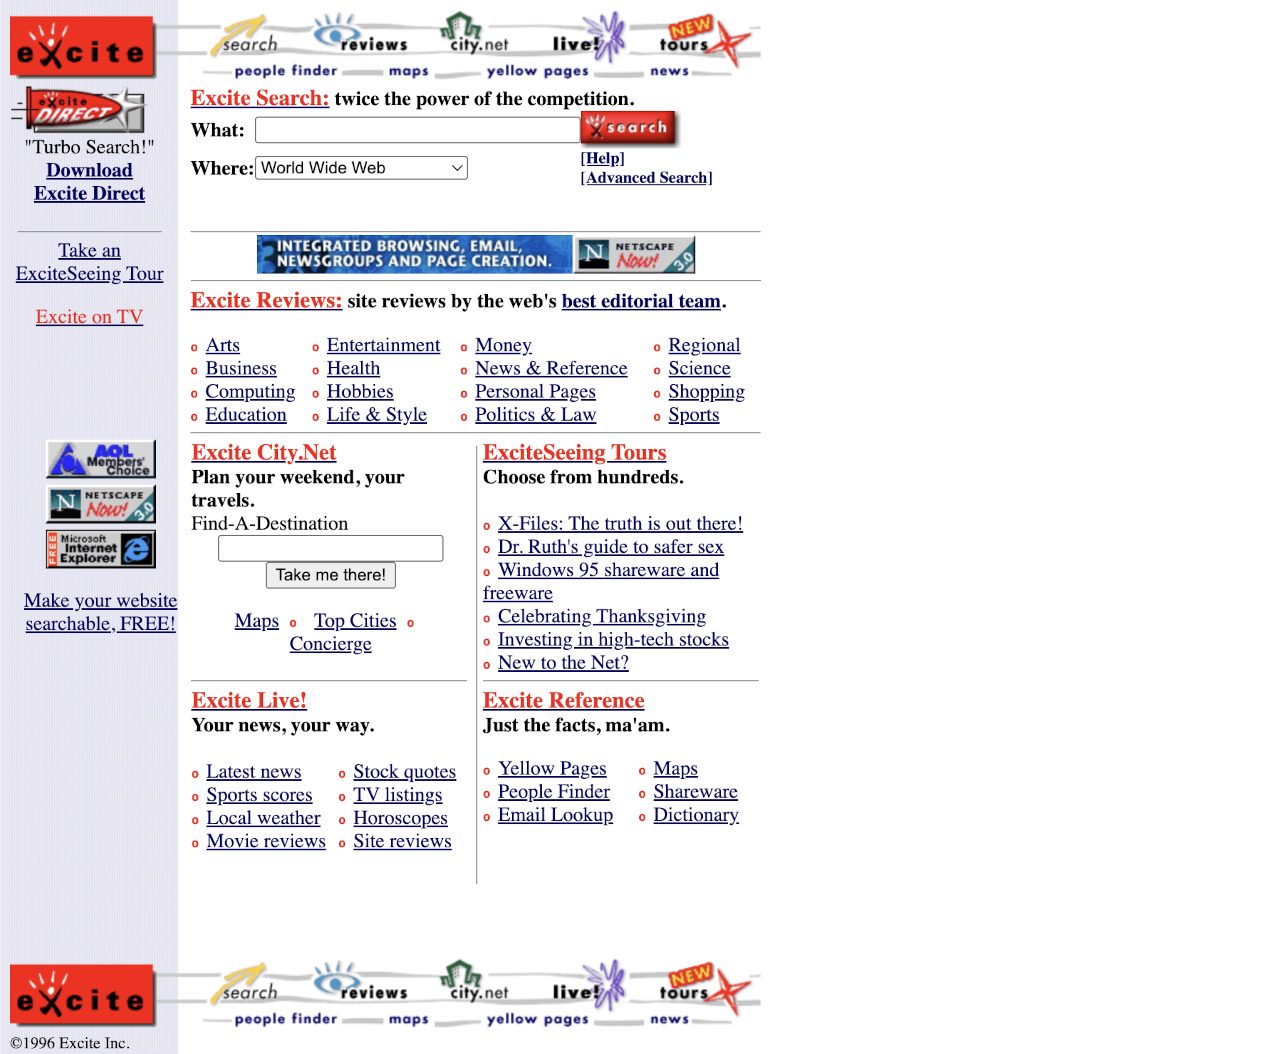 excite
search reviews city.net live! NEW tours
people finder maps yellow pages news
excite DIRECT
"Turbo Search!"
Download
Excite Direct
Take an
ExciteSeeing Tour
Excite on TV
AOL Members' Choice
NETSCAPE Now! 3.0
FREE Microsoft Internet Explorer
Make your website
searchable, FREE!
Excite Search: twice the power of the competition.
What: search
[Help]
Where: World Wide Web
[Advanced Search]
INTEGRATED BROWSING, EMAIL,
NEWSGROUPS AND PAGE CREATION.
N NETSCAPE Now! 3.0
Excite Reviews: site reviews by the web's best editorial team.
o Arts o Entertainment o Money o Regional
o Business o Health o News & Reference o Science
o Computing o Hobbies o Personal Pages o Shopping
o Education o Life & Style o Politics & Law o Sports
Excite City.Net
Plan your weekend, your
travels.
Find-A-Destination
Take me there!
Maps o Top Cities o
Concierge
ExciteSeeing Tours
Choose from hundreds.
o X-Files: The truth is out there!
o Dr. Ruth's guide to safer sex
o Windows 95 shareware and
freeware
o Celebrating Thanksgiving
o Investing in high-tech stocks
o New to the Net?
Excite Live!
Your news, your way.
o Latest news o Stock quotes
o Sports scores o TV listings
o Local weather o Horoscopes
o Movie reviews o Site reviews
Excite Reference
Just the facts, ma'am.
o Yellow Pages o Maps
o People Finder o Shareware
o Email Lookup o Dictionary
excite
search reviews city.net live! NEW tours
people finder maps yellow pages news
©1996 Excite Inc.